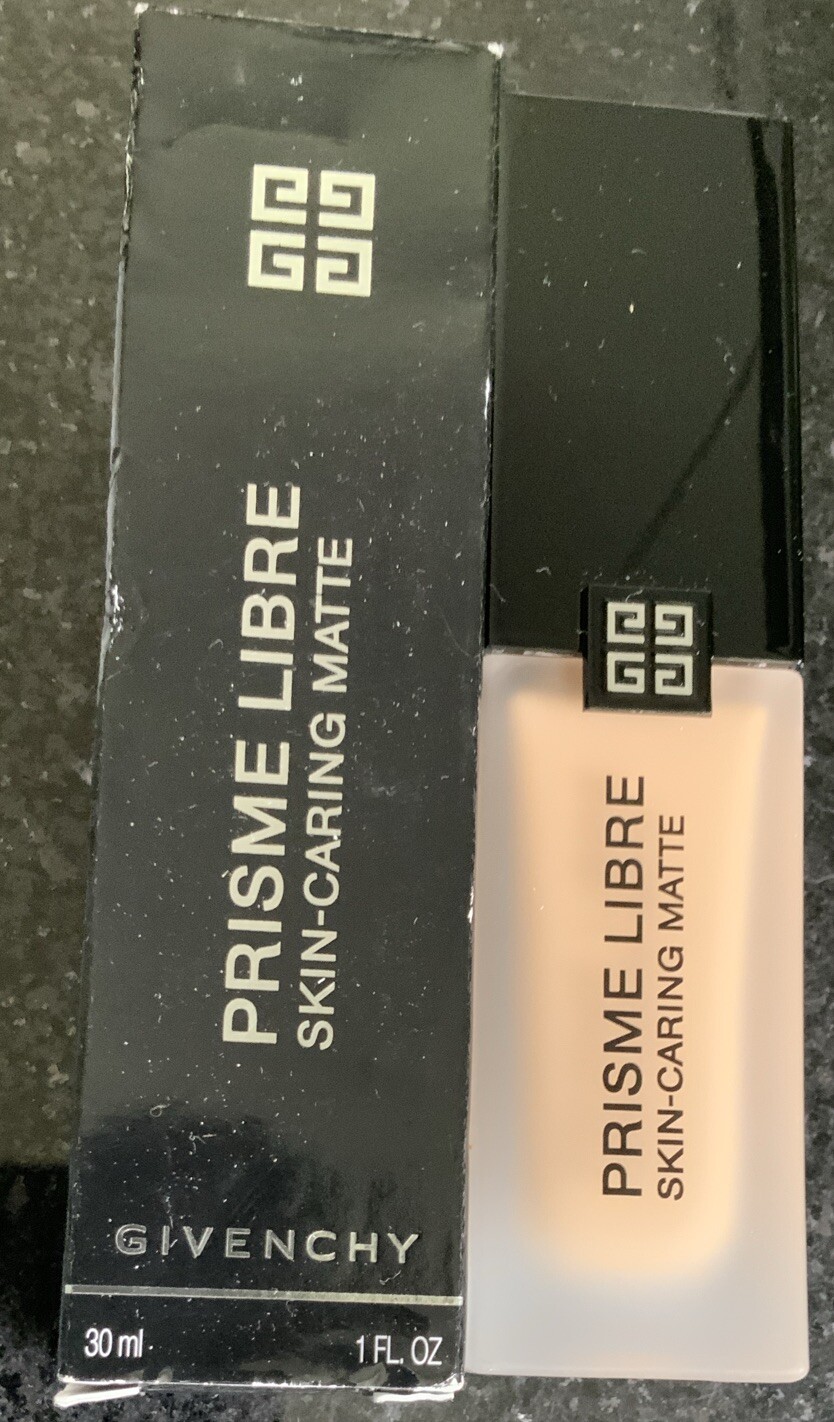 PRISME LIBRE
SKIN-CARING MATTE
GIVENCHY
30 ml
1 FL. OZ
PRISME LIBRE
SKIN-CARING MATTE